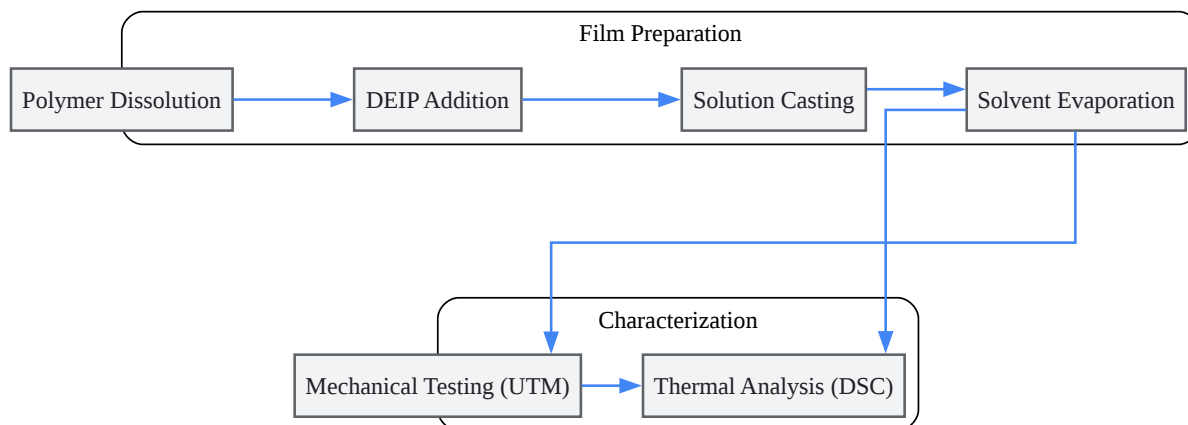 Film Preparation
Polymer Dissolution
DEIP Addition
Solution Casting
Solvent Evaporation
Characterization
Mechanical Testing (UTM)
Thermal Analysis (DSC)